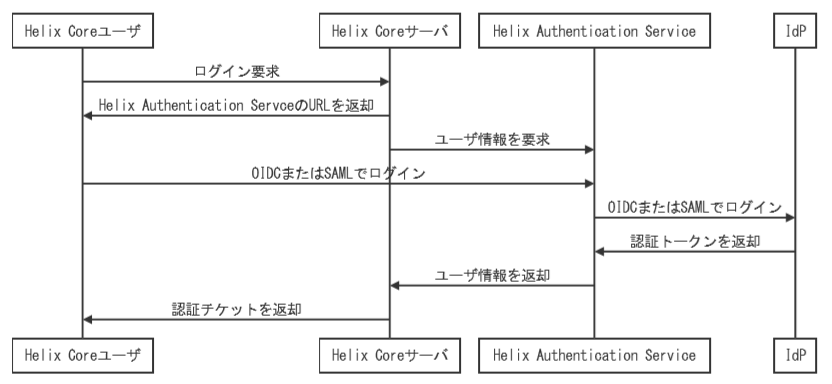 Helix Coreユーザ
Helix Coreサーバ
Helix Authentication Service
IdP
ログイン要求
Helix Authentication ServceのURLを返却
ユーザ情報を要求
OIDCまたはSAMLでログイン
OIDCまたはSAMLでログイン
認証トークンを返却
ユーザ情報を返却
認証チケットを返却
Helix Coreユーザ
Helix Coreサーバ
Helix Authentication Service
IdP